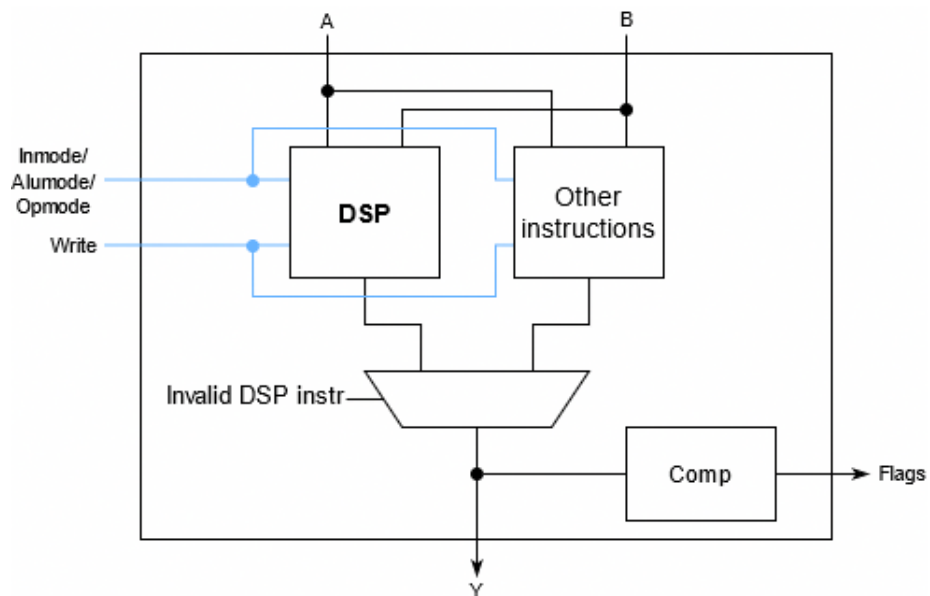 A
B
Inmode/
Alumode/
Opmode
DSP
Other
instructions
Write
Invalid DSP instr
Comp
Flags
Y